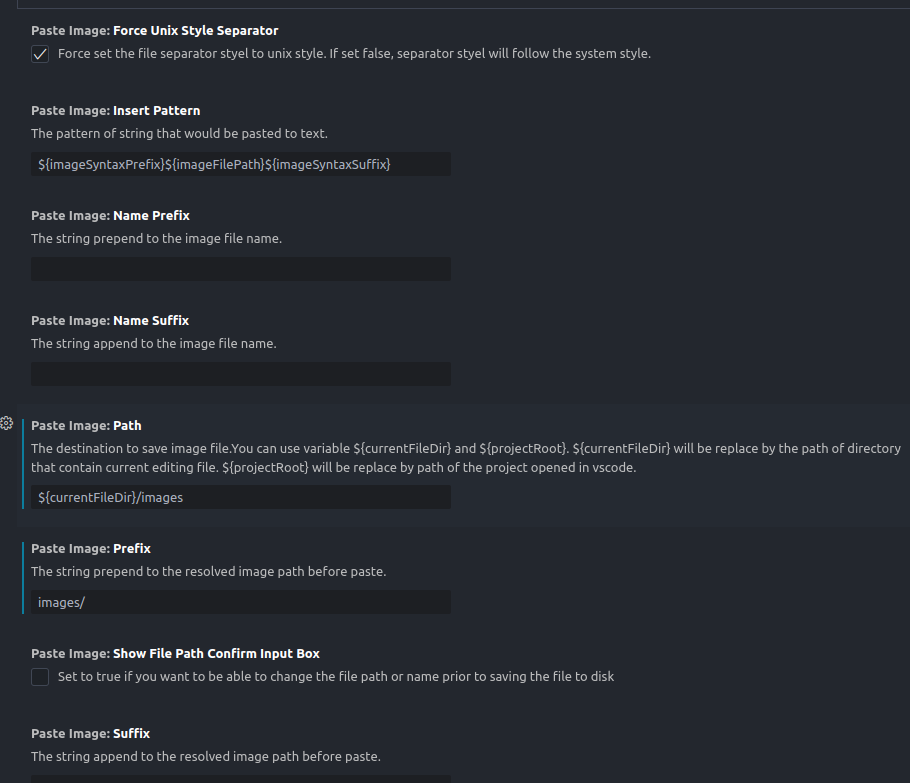 Paste Image: Force Unix Style Separator
Force set the file separator styel to unix style. If set false, separator styel will follow the system style.
Paste Image: Insert Pattern
The pattern of string that would be pasted to text.
${imageSyntaxPrefix}${imageFilePath}${imageSyntaxSuffix}
Paste Image: Name Prefix
The string prepend to the image file name.
Paste Image: Name Suffix
The string append to the image file name.
Paste Image: Path
The destination to save image file.You can use variable ${currentFileDir} and ${projectRoot}. ${currentFileDir} will be replace by the path of directory
that contain current editing file. ${projectRoot} will be replace by path of the project opened in vscode.
${currentFileDir}/images
Paste Image: Prefix
The string prepend to the resolved image path before paste.
images/
Paste Image: Show File Path Confirm Input Box
Set to true if you want to be able to change the file path or name prior to saving the file to disk
Paste Image: Suffix
The string append to the resolved image path before paste.